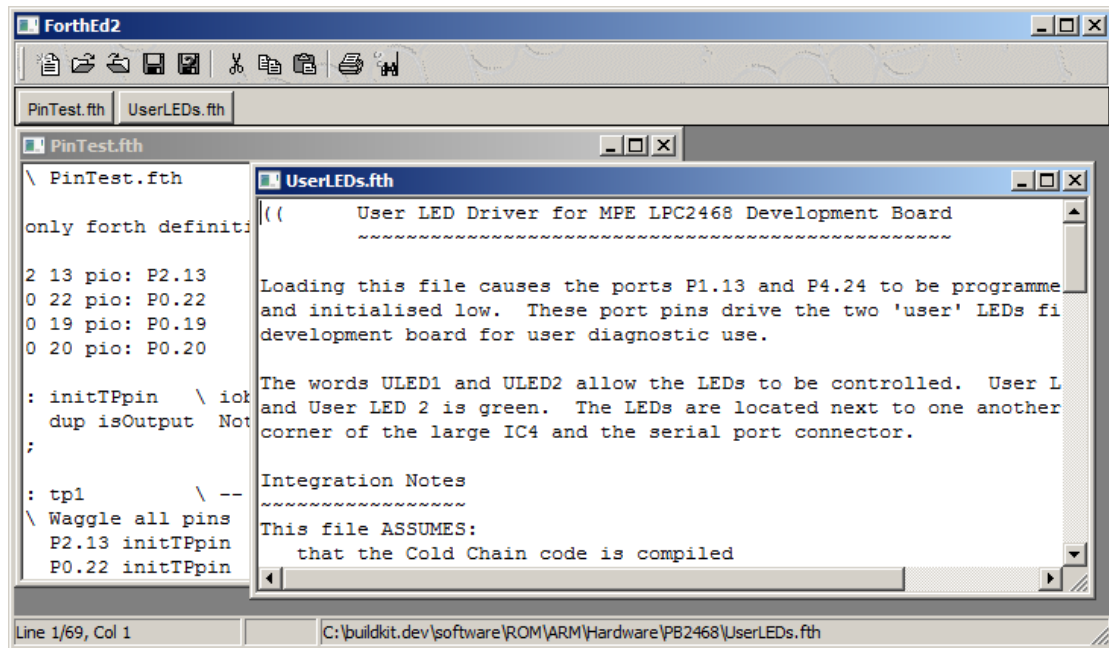 ForthEd2
PinTest.fth UserLEDs.fth
PinTest.fth
\ PinTest.fth
only forth definiti
2 13 pio: P2.13
0 22 pio: P0.22
0 19 pio: P0.19
0 20 pio: P0.20
: initTPpin \ iob
dup isOutput Not
;
: tp1 \ --
\ Waggle all pins
P2.13 initTPpin
P0.22 initTPpin
UserLEDs.fth
(( User LED Driver for MPE LPC2468 Development Board
~~~~~~~~~~~~~~~~~~~~~~~~~~~~~~~~~~~~~~~~~~~~~~~~~
Loading this file causes the ports P1.13 and P4.24 to be programme
and initialised low. These port pins drive the two 'user' LEDs fi
development board for user diagnostic use.
The words ULED1 and ULED2 allow the LEDs to be controlled. User L
and User LED 2 is green. The LEDs are located next to one another
corner of the large IC4 and the serial port connector.
Integration Notes
~~~~~~~~~~~~~~~~~
This file ASSUMES:
that the Cold Chain code is compiled
Line 1/69, Col 1
C:\buildkit.dev\software\ROM\ARM\Hardware\PB2468\UserLEDs.fth